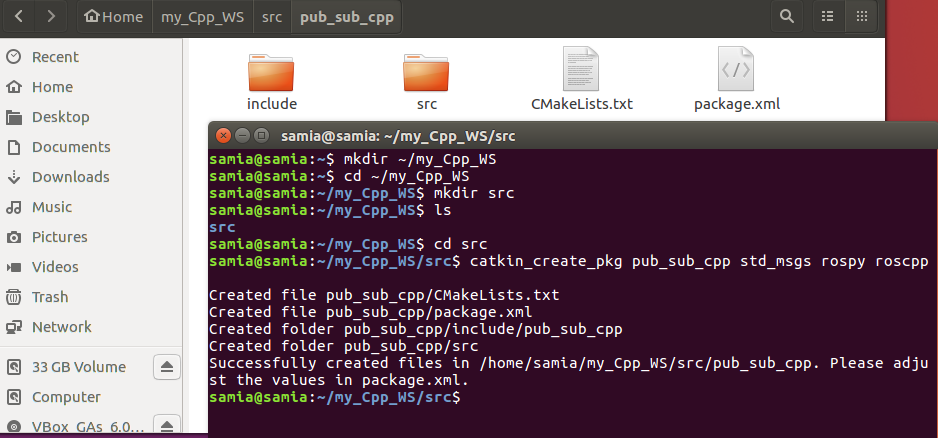 Home my_Cpp_WS src pub_sub_cpp
Recent
Home
Desktop
Documents
Downloads
Music
Pictures
Videos
Trash
Network
33 GB Volume
Computer
VBox_GAs_6.0...
include src CMakeLists.txt package.xml
samia@samia: ~/my_Cpp_WS/src
samia@samia:~$ mkdir ~/my_Cpp_WS
samia@samia:~$ cd ~/my_Cpp_WS
samia@samia:~/my_Cpp_WS$ mkdir src
samia@samia:~/my_Cpp_WS$ ls
src
samia@samia:~/my_Cpp_WS$ cd src
samia@samia:~/my_Cpp_WS/src$ catkin_create_pkg pub_sub_cpp std_msgs rospy roscpp
Created file pub_sub_cpp/CMakeLists.txt
Created file pub_sub_cpp/package.xml
Created folder pub_sub_cpp/include/pub_sub_cpp
Created folder pub_sub_cpp/src
Successfully created files in /home/samia/my_Cpp_WS/src/pub_sub_cpp. Please adju
st the values in package.xml.
samia@samia:~/my_Cpp_WS/src$